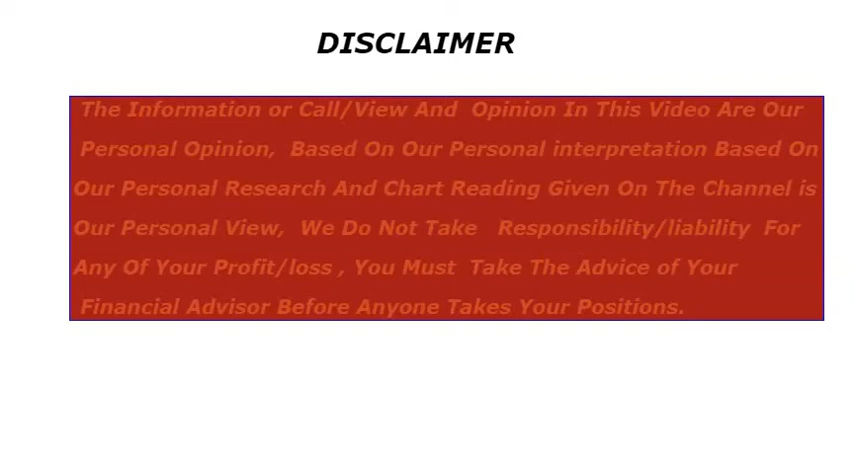 DISCLAIMER
The Information or Call/View And Opinion In This Video Are Our
Personal Opinion, Based On Our Personal interpretation Based On
Our Personal Research And Chart Reading Given On The Channel is
Our Personal View, We Do Not Take Responsibility/liability For
Any Of Your Profit/loss , You Must Take The Advice of Your
Financial Advisor Before Anyone Takes Your Positions.